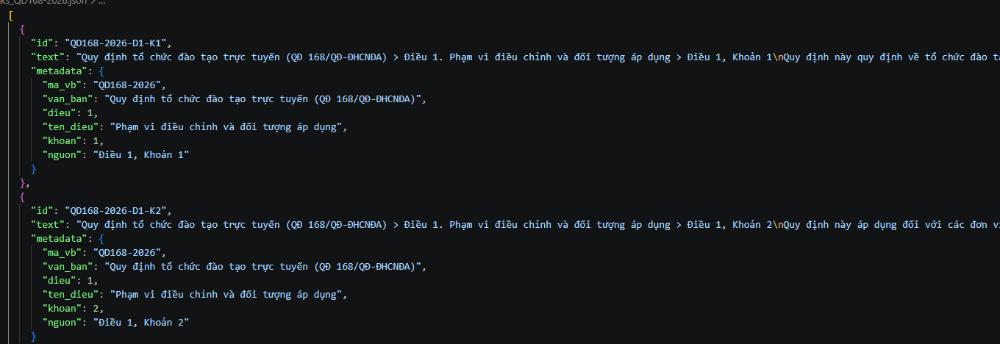 ks_QD168-2026.json > ...
[
{
"id": "QD168-2026-D1-K1",
"text": "Quy định tổ chức đào tạo trực tuyến (QĐ 168/QĐ-ĐHCNĐA) > Điều 1. Phạm vi điều chỉnh và đối tượng áp dụng > Điều 1, Khoản 1\nQuy định này quy định về tổ chức đào
"metadata": {
"ma_vb": "QD168-2026",
"van_ban": "Quy định tổ chức đào tạo trực tuyến (QĐ 168/QĐ-ĐHCNĐA)",
"dieu": 1,
"ten_dieu": "Phạm vi điều chỉnh và đối tượng áp dụng",
"khoan": 1,
"nguon": "Điều 1, Khoản 1"
}
},
{
"id": "QD168-2026-D1-K2",
"text": "Quy định tổ chức đào tạo trực tuyến (QĐ 168/QĐ-ĐHCNĐA) > Điều 1. Phạm vi điều chỉnh và đối tượng áp dụng > Điều 1, Khoản 2\nQuy định này áp dụng đối với các đơn
"metadata": {
"ma_vb": "QD168-2026",
"van_ban": "Quy định tổ chức đào tạo trực tuyến (QĐ 168/QĐ-ĐHCNĐA)",
"dieu": 1,
"ten_dieu": "Phạm vi điều chỉnh và đối tượng áp dụng",
"khoan": 2,
"nguon": "Điều 1, Khoản 2"
}